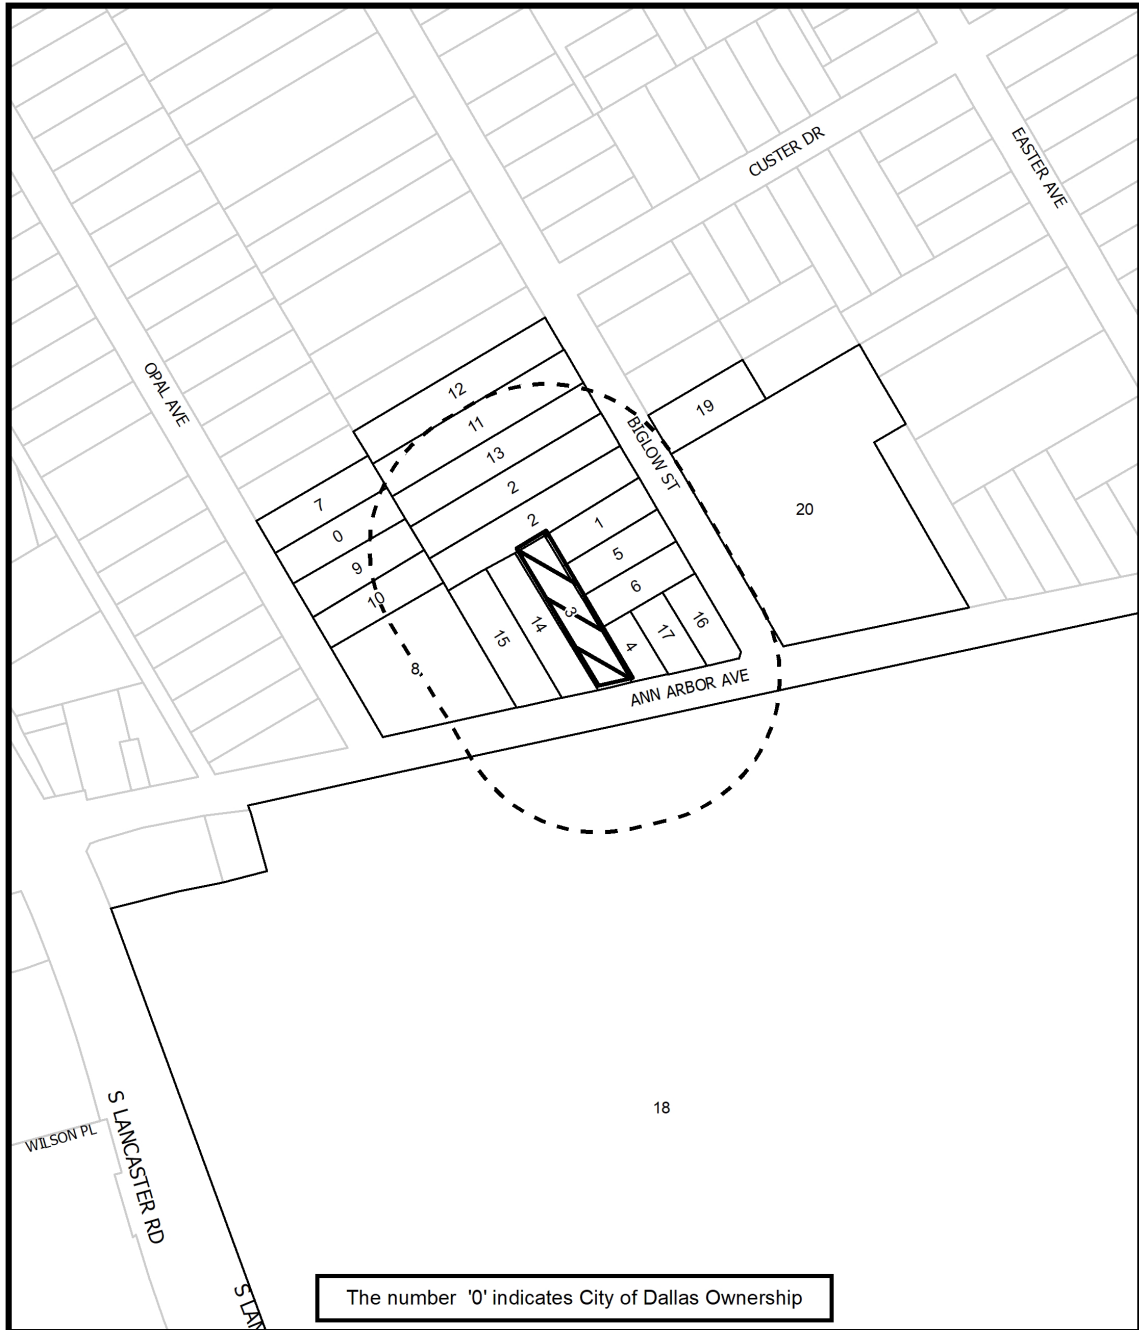 CUSTER DR
EASTER AVE
OPAL AVE
12
11
19
BIGLOW ST
13
7
2
0
20
2
1
9
5
10
6
3
14
16
15
17
4
8
ANN ARBOR AVE
18
S LANCASTER RD
WILSON PL
S LAN
The number '0' indicates City of Dallas Ownership